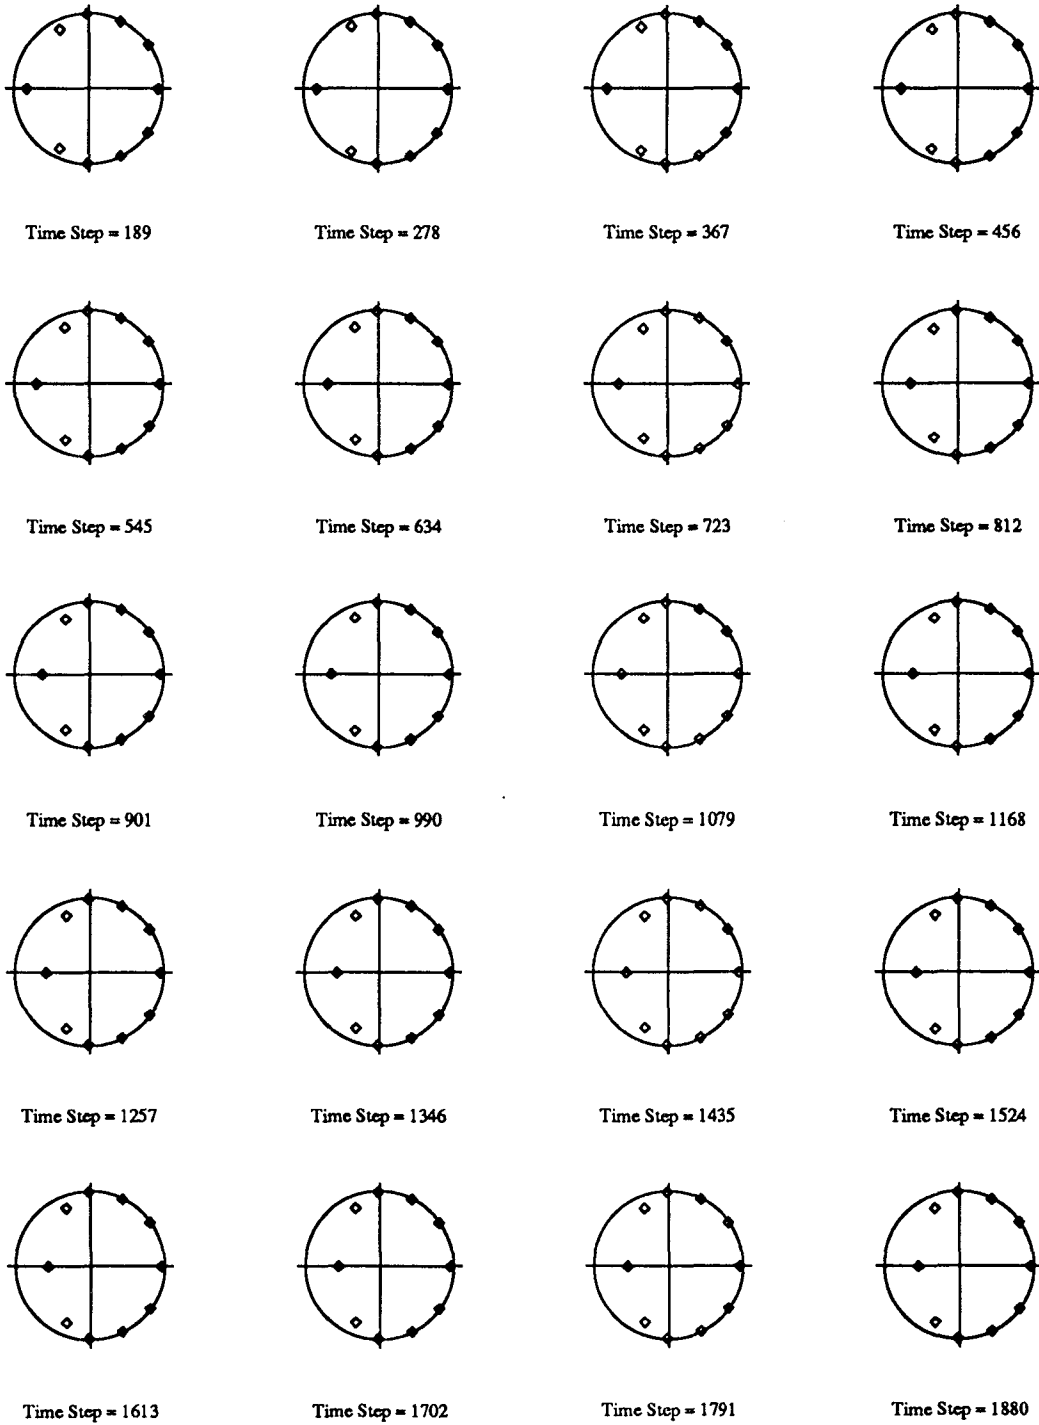 Time Step = 189
Time Step = 278
Time Step = 367
Time Step = 456
Time Step = 545
Time Step = 634
Time Step = 723
Time Step = 812
Time Step = 901
Time Step = 990
Time Step = 1079
Time Step = 1168
Time Step = 1257
Time Step = 1346
Time Step = 1435
Time Step = 1524
Time Step = 1613
Time Step = 1702
Time Step = 1791
Time Step = 1880